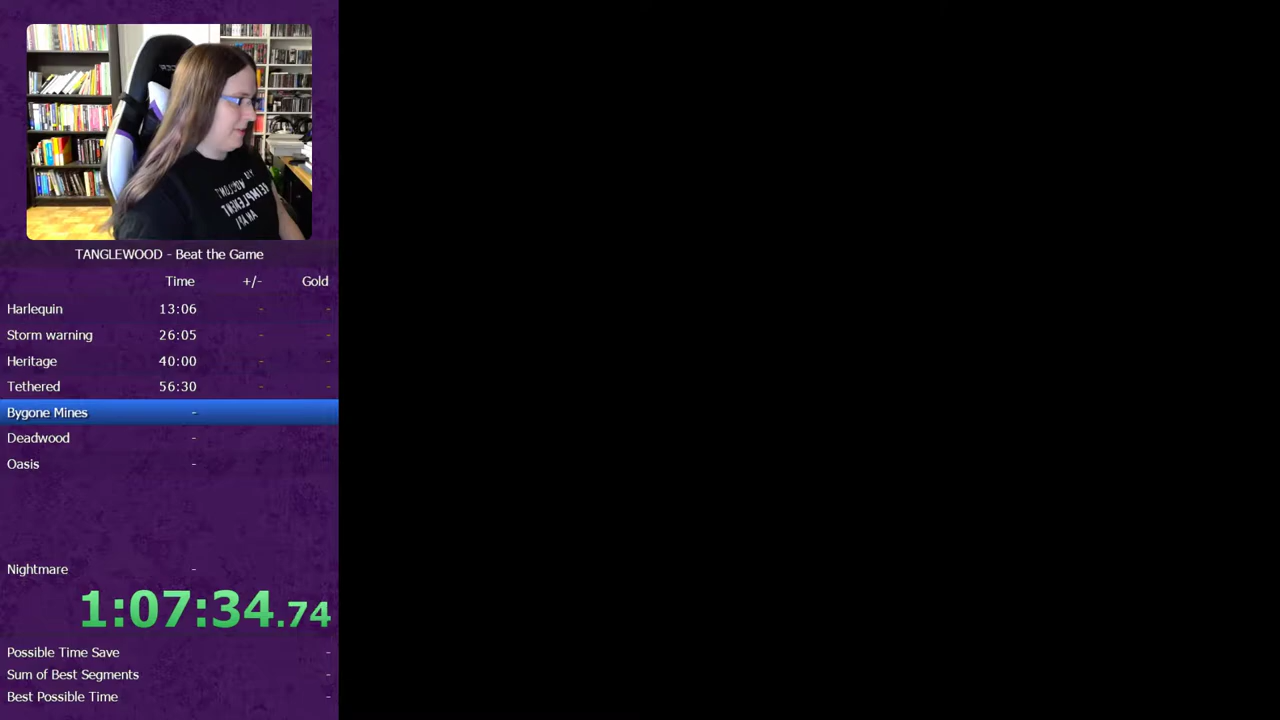 TANGLEWOOD - Beat the Game
Time +/- Gold
Harlequin 13:06 - -
Storm warning 26:05 - -
Heritage 40:00 - -
Tethered 56:30 - -
Bygone Mines -
Deadwood -
Oasis -
Nightmare -
1:07:34.74
Possible Time Save -
Sum of Best Segments -
Best Possible Time -